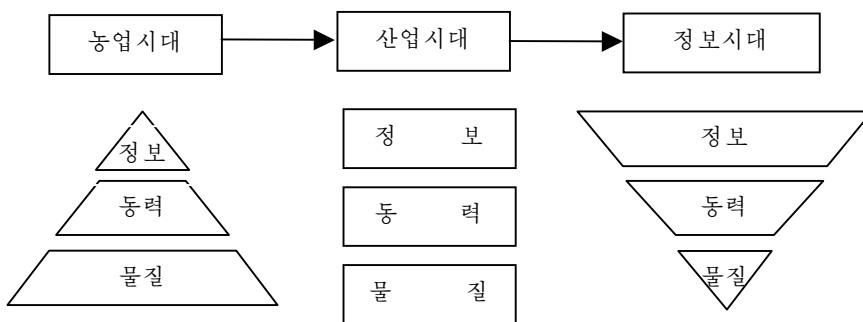 농업시대 산업시대 정보시대
정보 정 보 정보
동력 동 력 동력
물질 물 질 물질